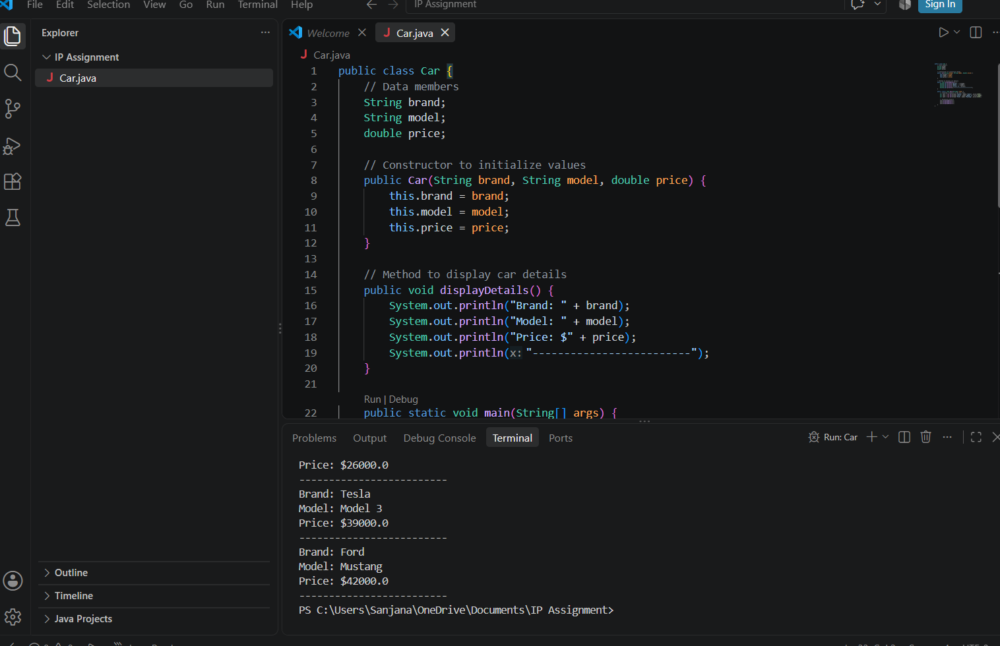 File Edit Selection View Go Run Terminal Help
IP Assignment
Sign In
Explorer
IP Assignment
J Car.java
Outline
Timeline
Java Projects
Welcome
J Car.java
J Car.java
1 public class Car {
2 // Data members
3 String brand;
4 String model;
5 double price;
6
7 // Constructor to initialize values
8 public Car(String brand, String model, double price) {
9 this.brand = brand;
10 this.model = model;
11 this.price = price;
12 }
13
14 // Method to display car details
15 public void displayDetails() {
16 System.out.println("Brand: " + brand);
17 System.out.println("Model: " + model);
18 System.out.println("Price: $" + price);
19 System.out.println(x: "-------------------------");
20 }
21
Run | Debug
22 public static void main(String[] args) {
Problems Output Debug Console Terminal Ports
Run: Car
Price: $26000.0
-------------------------
Brand: Tesla
Model: Model 3
Price: $39000.0
-------------------------
Brand: Ford
Model: Mustang
Price: $42000.0
-------------------------
PS C:\Users\Sanjana\OneDrive\Documents\IP Assignment>